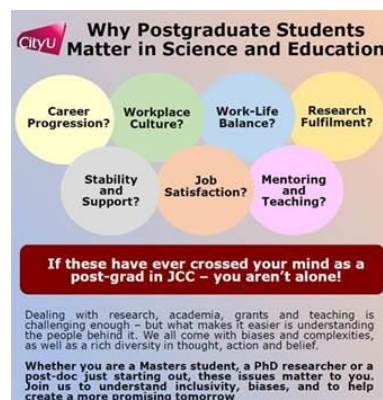 CityU
Why Postgraduate Students
Matter in Science and Education
Career
Progression?
Workplace
Culture?
Work-Life
Balance?
Research
Fulfilment?
Stability
and
Support?
Job
Satisfaction?
Mentoring
and
Teaching?
If these have ever crossed your mind as a
post-grad in JCC – you aren't alone!
Dealing with research, academia, grants and teaching is
challenging enough – but what makes it easier is understanding
the people behind it. We all come with biases and complexities,
as well as a rich diversity in thought, action and belief.
Whether you are a Masters student, a PhD researcher or a
post-doc just starting out, these issues matter to you.
Join us to understand inclusivity, biases, and to help
create a more promising tomorrow